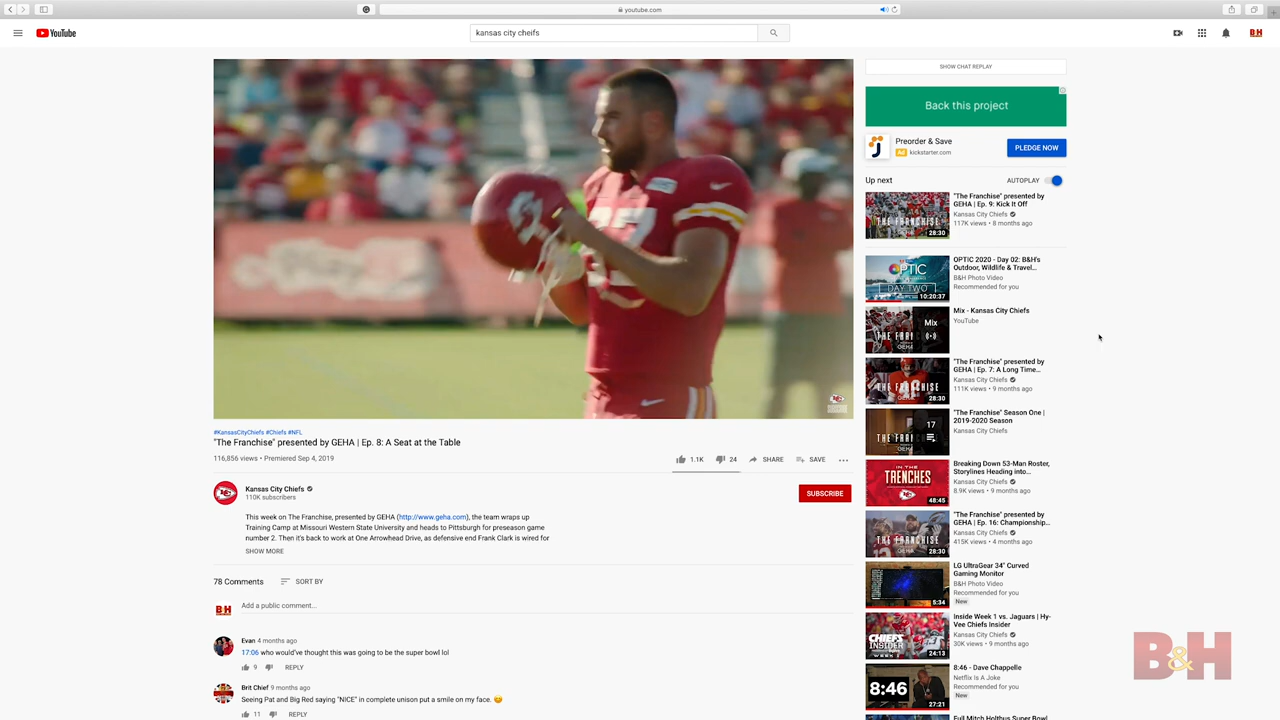 youtube.com
YouTube
kansas city cheifs
B&H
SHOW CHAT REPLAY
Back this project
Preorder & Save
Ad kickstarter.com
PLEDGE NOW
Up next
AUTOPLAY
"The Franchise" presented by
GEHA | Ep. 9: Kick It Off
Kansas City Chiefs
117K views • 8 months ago
28:30
OPTIC 2020 - Day 02: B&H's
Outdoor, Wildlife & Travel...
B&H Photo Video
Recommended for you
OPTIC
DAY TWO
10:20:37
Mix - Kansas City Chiefs
YouTube
Mix
"The Franchise" presented by
GEHA | Ep. 7: A Long Time...
Kansas City Chiefs
111K views • 9 months ago
28:30
"The Franchise" Season One |
2019-2020 Season
Kansas City Chiefs
17
Breaking Down 53-Man Roster,
Storylines Heading into...
Kansas City Chiefs
8.9K views • 9 months ago
IN THE
TRENCHES
48:45
"The Franchise" presented by
GEHA | Ep. 16: Championship...
Kansas City Chiefs
415K views • 4 months ago
28:30
LG UltraGear 34" Curved
Gaming Monitor
B&H Photo Video
Recommended for you
New
5:34
Inside Week 1 vs. Jaguars | Hy-
Vee Chiefs Insider
Kansas City Chiefs
30K views • 9 months ago
CHIEFS
INSIDER
24:13
8:46 - Dave Chappelle
Netflix Is A Joke
Recommended for you
New
8:46
27:21
Full Mitch Holthus Super Bowl
#KansasCityChiefs #Chiefs #NFL
"The Franchise" presented by GEHA | Ep. 8: A Seat at the Table
116,856 views • Premiered Sep 4, 2019
1.1K
24
SHARE
SAVE
Kansas City Chiefs
110K subscribers
SUBSCRIBE
This week on The Franchise, presented by GEHA (http://www.geha.com), the team wraps up
Training Camp at Missouri Western State University and heads to Pittsburgh for preseason game
number 2. Then it's back to work at One Arrowhead Drive, as defensive end Frank Clark is wired for
SHOW MORE
78 Comments
SORT BY
B&H
Add a public comment...
Evan 4 months ago
17:06 who would've thought this was going to be the super bowl lol
9
REPLY
Brit Chief 9 months ago
Seeing Pat and Big Red saying "NICE" in complete unison put a smile on my face. 😊
11
REPLY
B&H